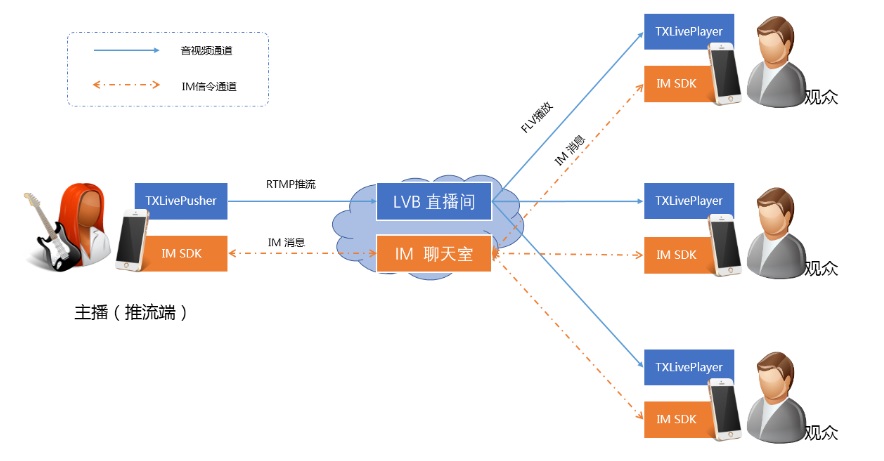 音视频通道
IM信令通道
TXLivePlayer
IM SDK
观众
FLV播放
IM 消息
TXLivePusher
RTMP推流
LVB 直播间
TXLivePlayer
IM SDK
IM 消息
IM 聊天室
IM SDK
观众
主播（推流端）
TXLivePlayer
IM SDK
观众